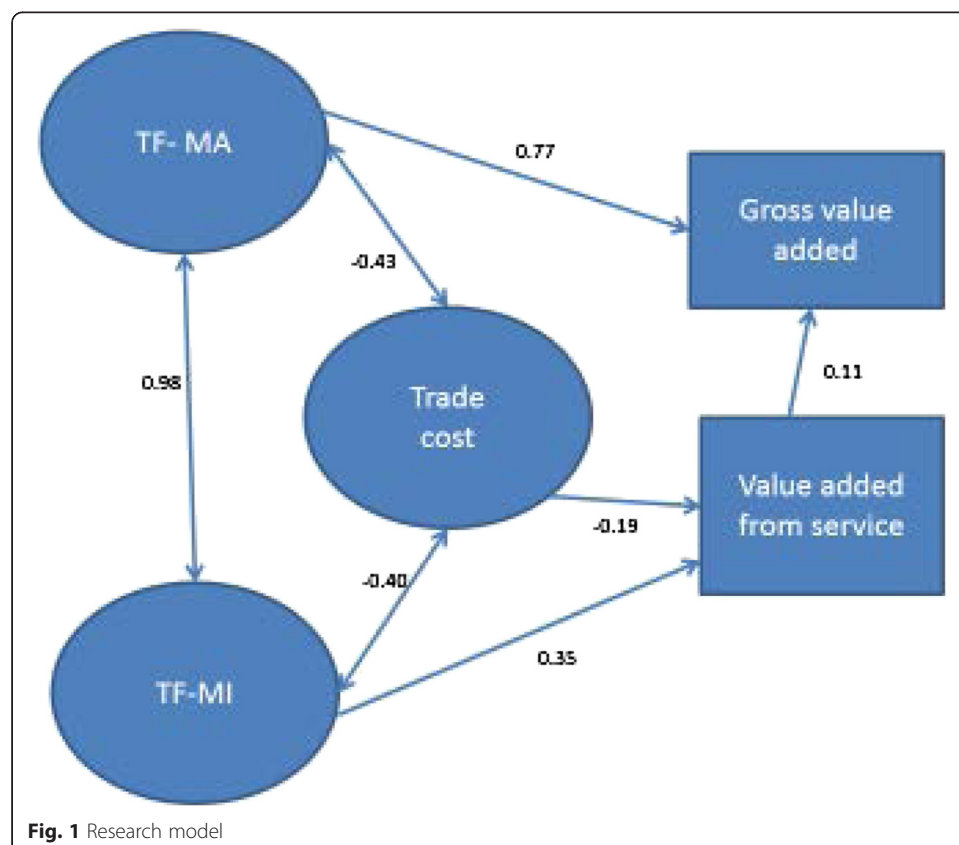 TF- MA
0.77
Gross value
added
-0.43
0.98
Trade
cost
0.11
Value added
from service
-0.19
-0.40
0.35
TF-MI
Fig. 1 Research model